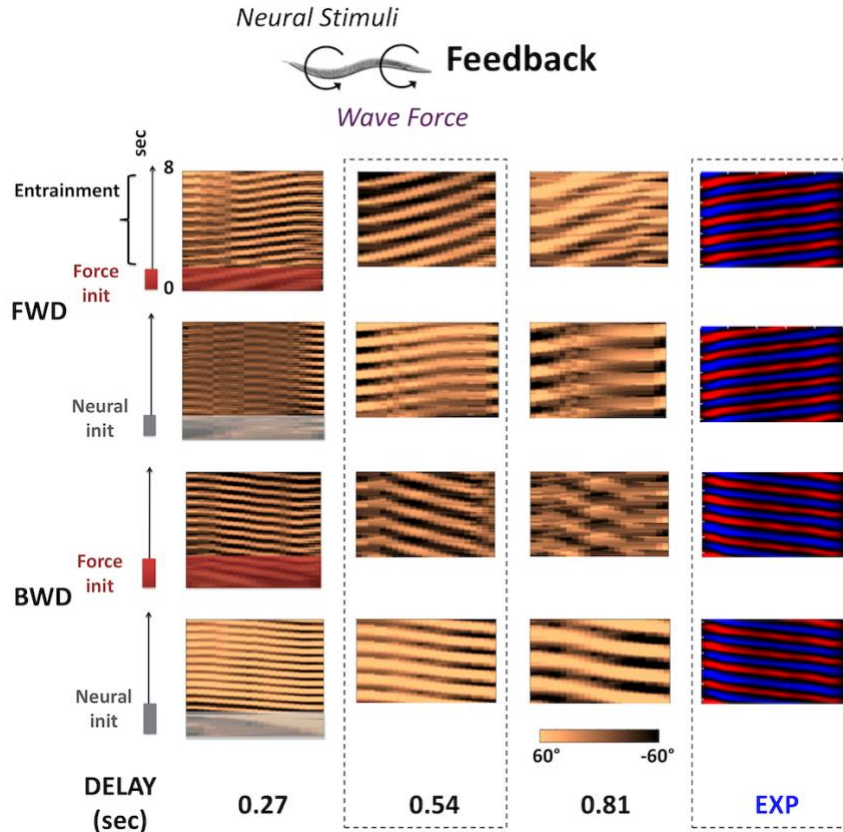 Neural Stimuli
Feedback
Wave Force
sec
8
Entrainment
Force
init
0
FWD
Neural
init
Force
init
BWD
Neural
init
60°
-60°
DELAY
(sec)
0.27
0.54
0.81
EXP